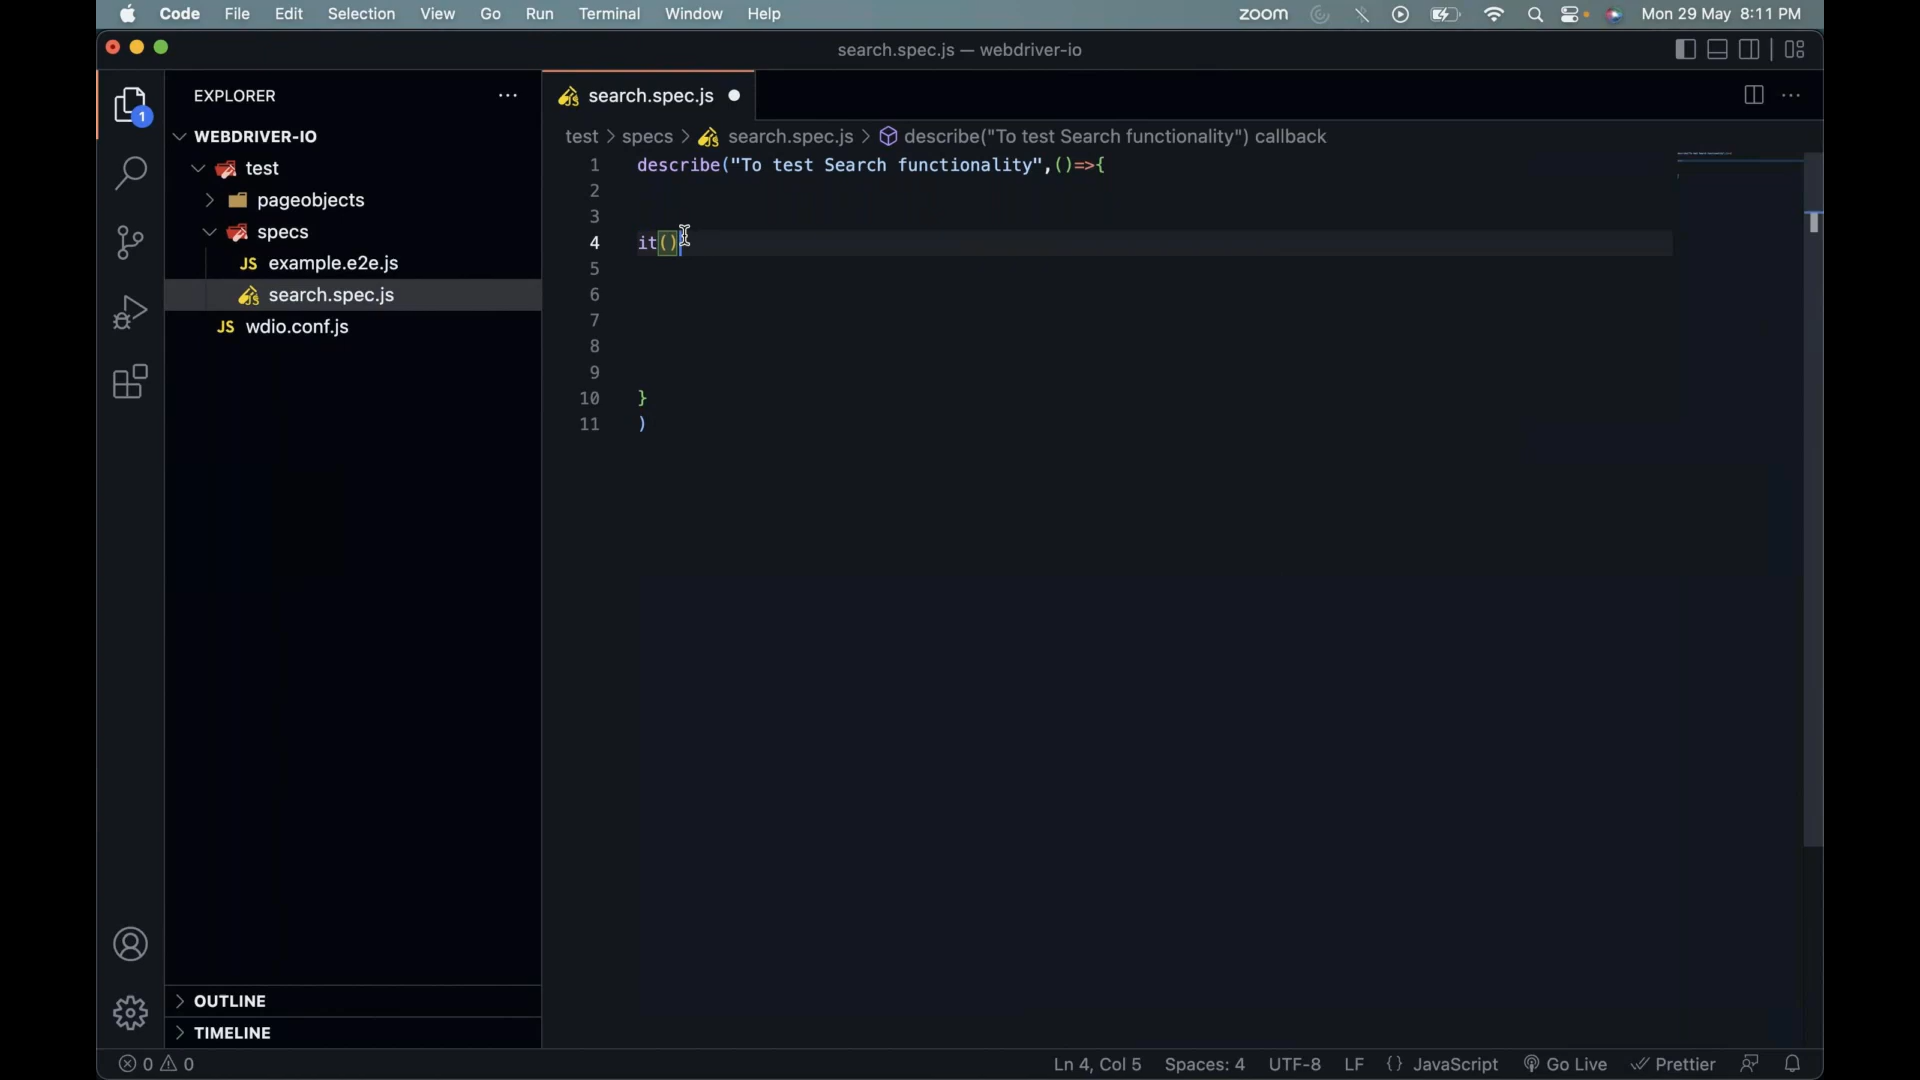 Code File Edit Selection View Go Run Terminal Window Help zoom Mon 29 May 8:11 PM
search.spec.js — webdriver-io
EXPLORER
search.spec.js
WEBDRIVER-IO
test
pageobjects
specs
JS example.e2e.js
search.spec.js
JS wdio.conf.js
1
test > specs > search.spec.js > describe("To test Search functionality") callback
1 describe("To test Search functionality",()=>{
2
3
4 it()
5
6
7
8
9
10 }
11 )
OUTLINE
TIMELINE
0 0 Ln 4, Col 5 Spaces: 4 UTF-8 LF {} JavaScript Go Live Prettier